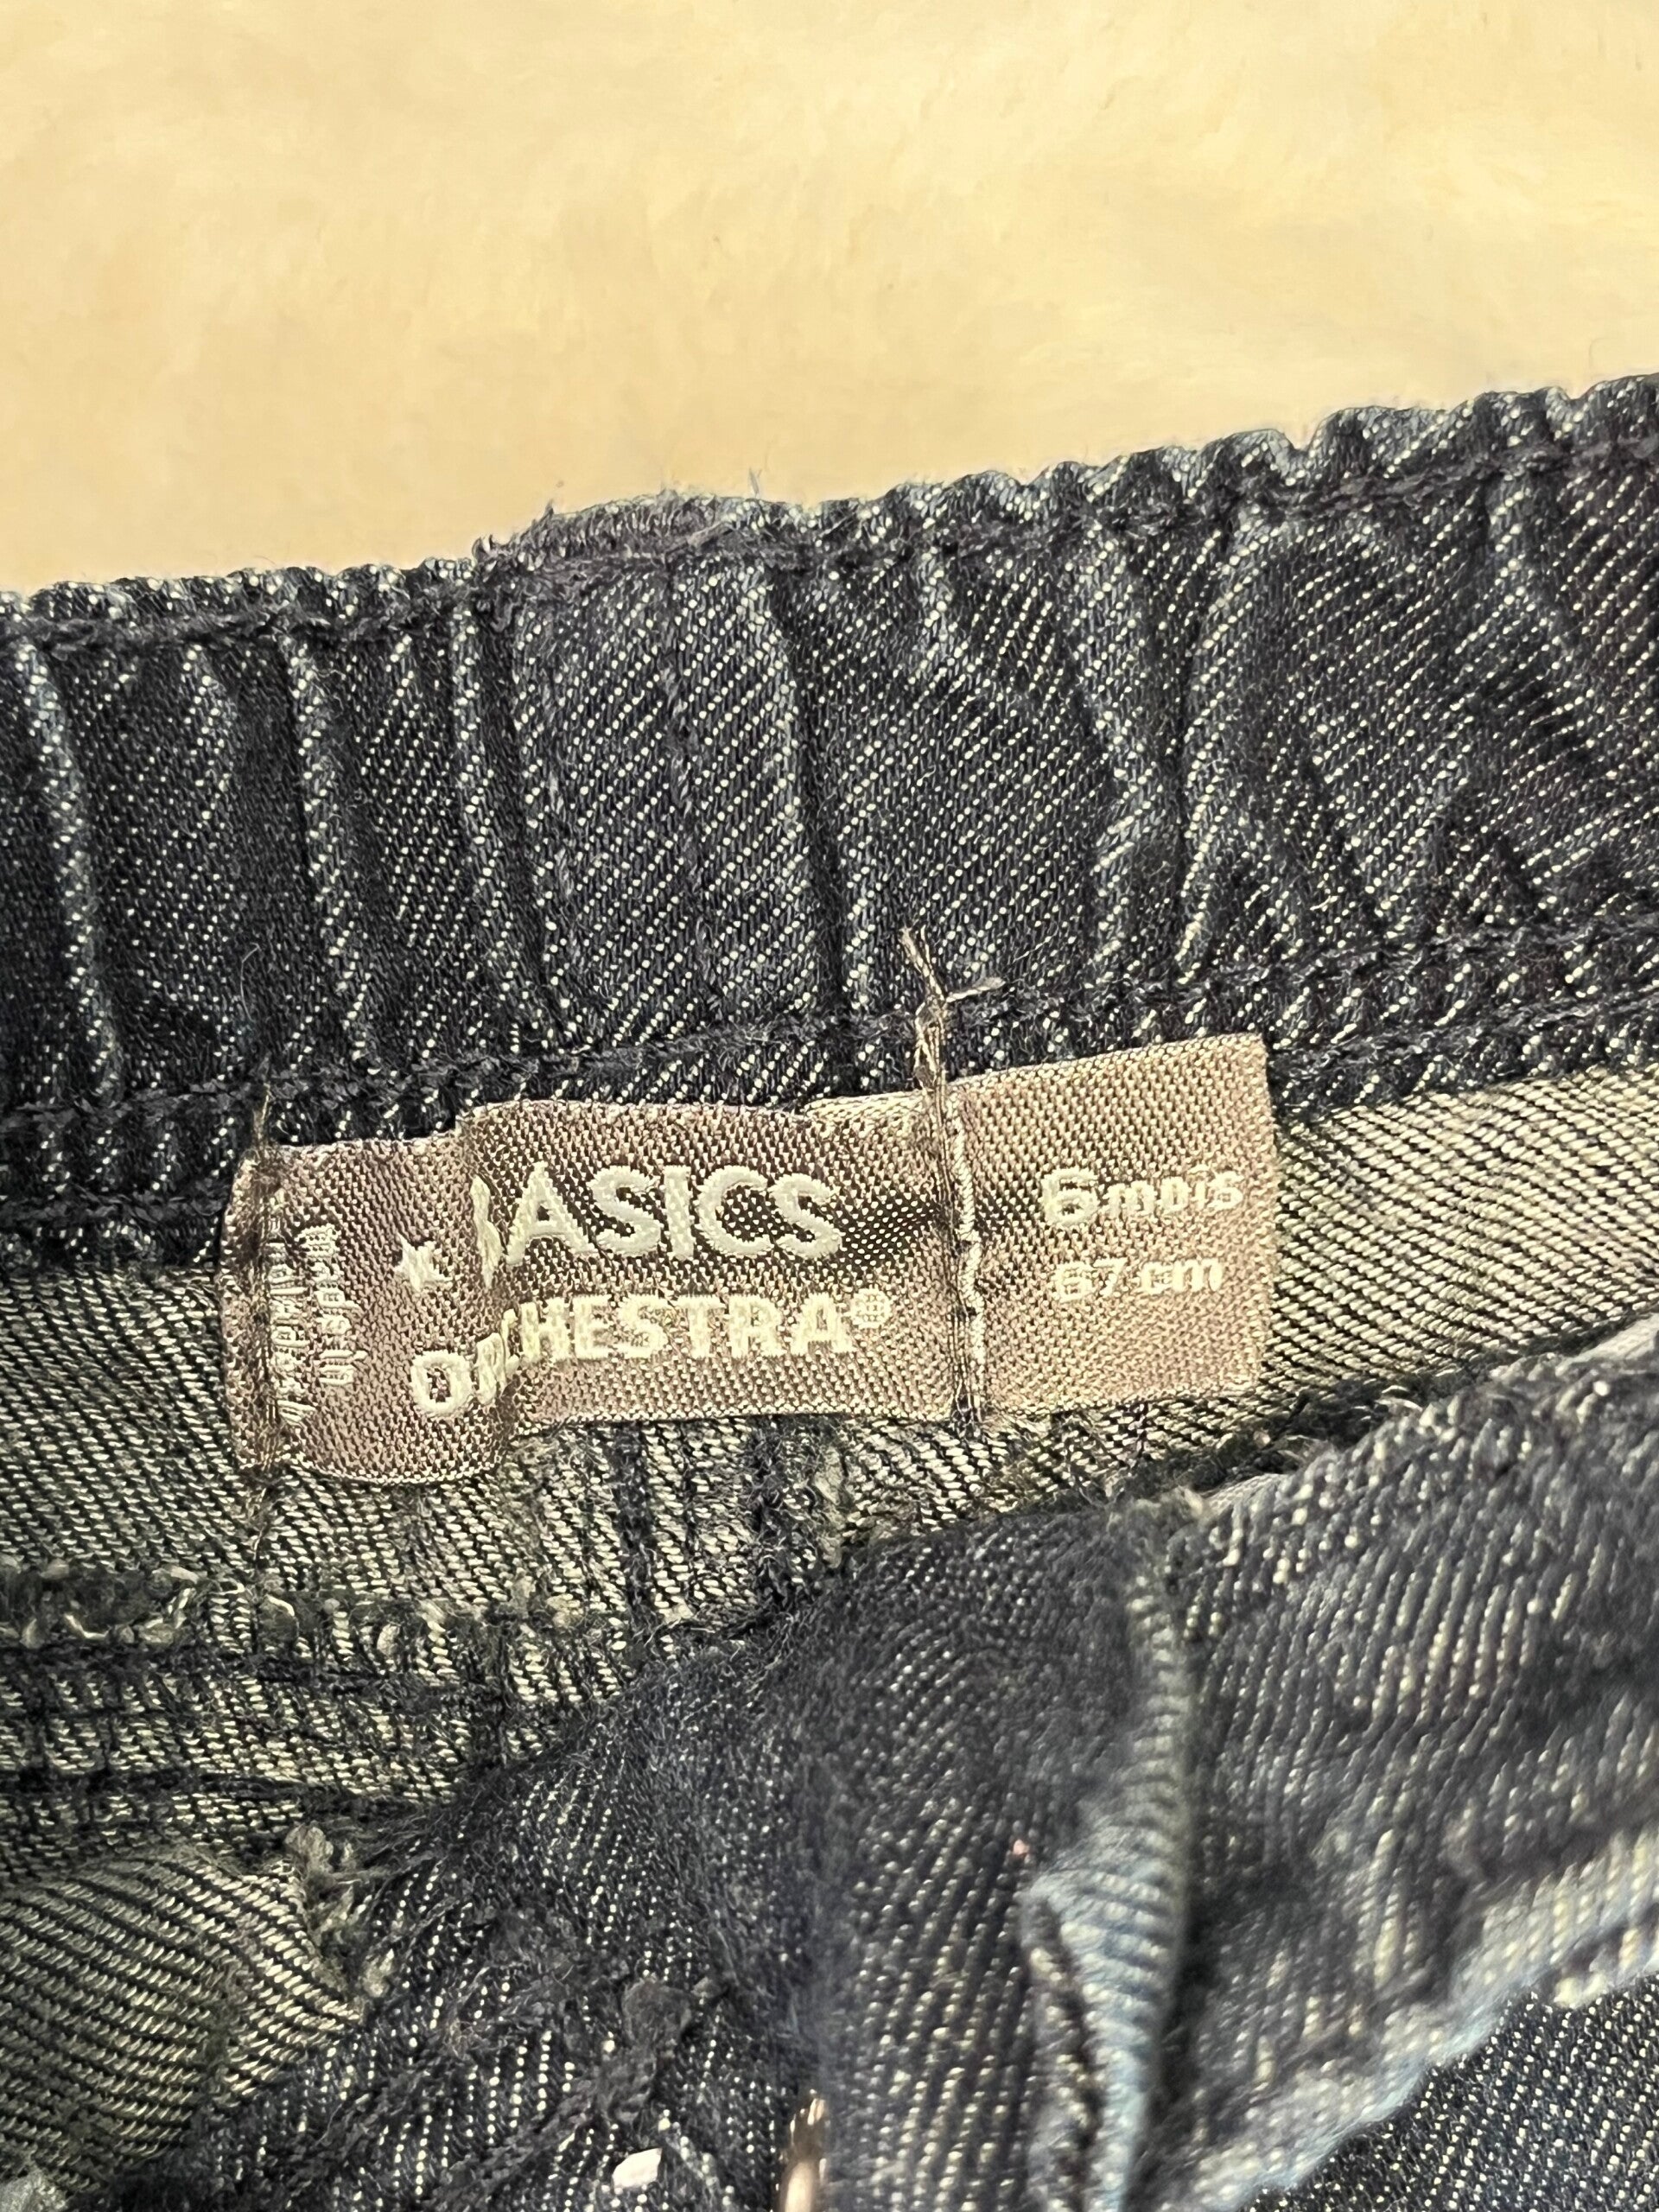 BASICS
ORCHESTRA®
6 mois
67 cm